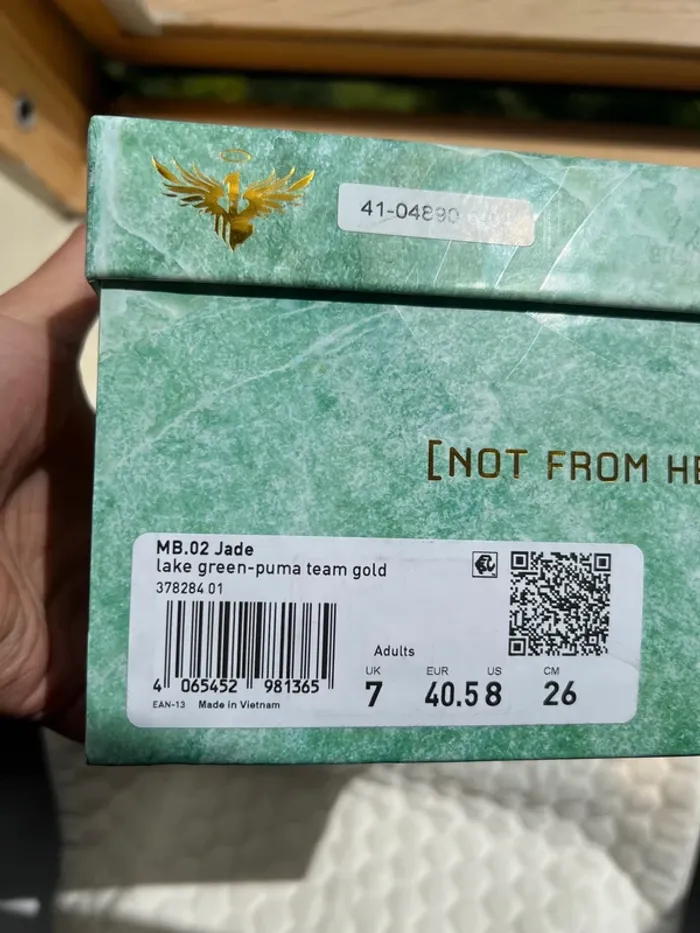 41-04890
[NOT FROM HE
MB.02 Jade
lake green-puma team gold
378284 01
Adults
UK EUR US CM
7 40.5 8 26
4 065452 981365
EAN-13 Made in Vietnam